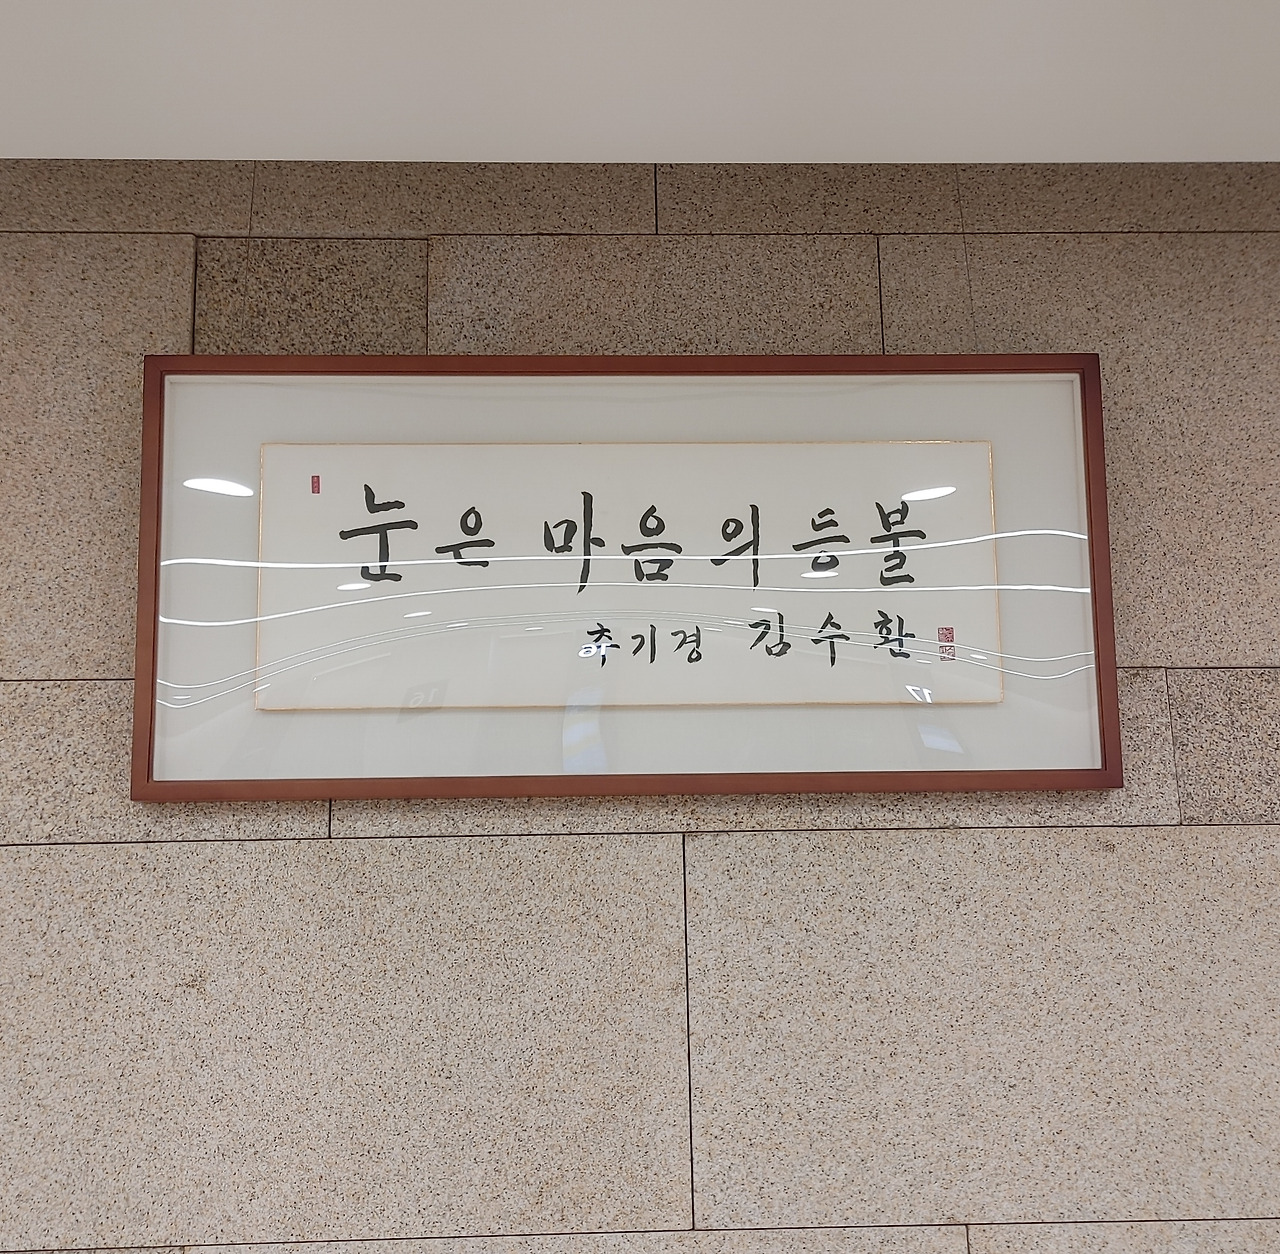 눈은 마음의 등불
추기경 김수환